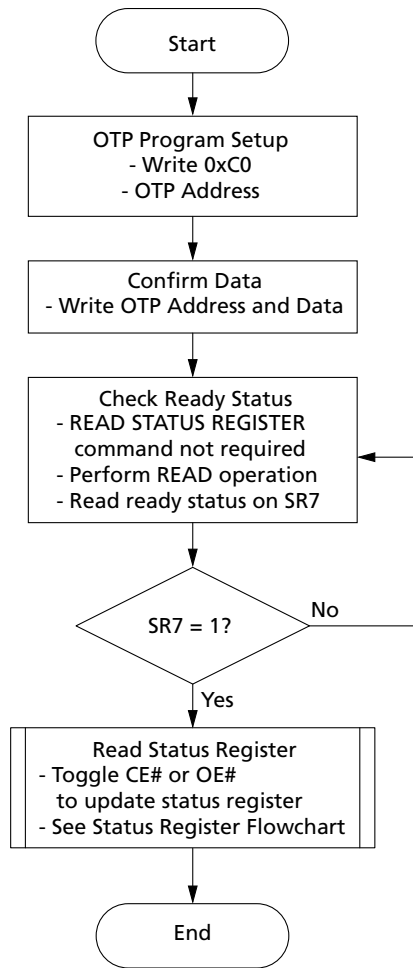 Start
OTP Program Setup
- Write 0xC0
- OTP Address
Confirm Data
- Write OTP Address and Data
Check Ready Status
- READ STATUS REGISTER
command not required
- Perform READ operation
- Read ready status on SR7
SR7 = 1?
No
Yes
Read Status Register
- Toggle CE# or OE#
to update status register
- See Status Register Flowchart
End